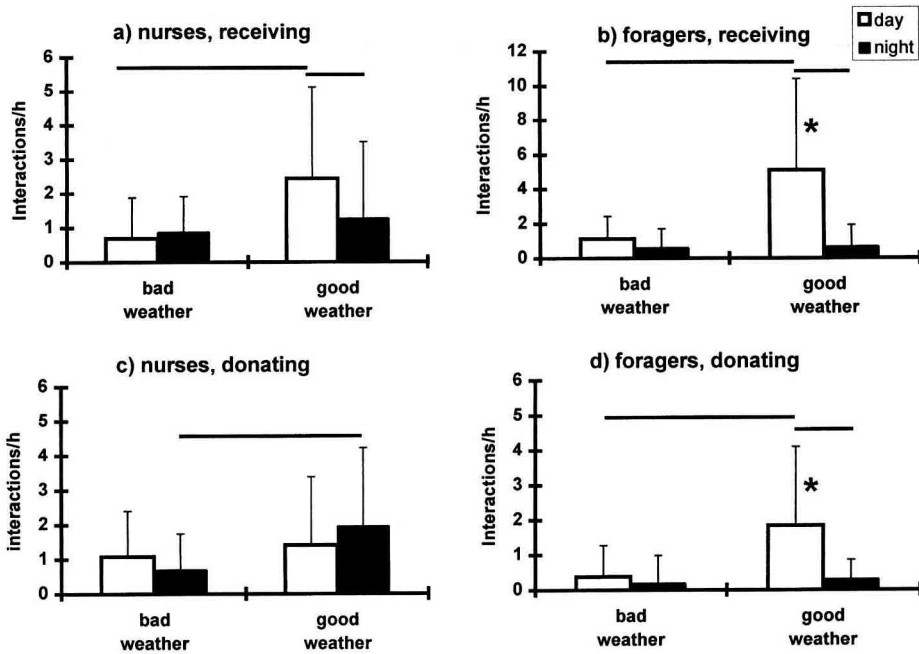 a) nurses, receiving
Interactions/h
6
5
4
3
2
1
0
bad
weather
good
weather
b) foragers, receiving
day
night
Interactions/h
12
10
8
6
4
2
0
*
bad
weather
good
weather
c) nurses, donating
interactions/h
6
5
4
3
2
1
0
bad
weather
good
weather
d) foragers, donating
Interactions/h
6
5
4
3
2
1
0
*
bad
weather
good
weather